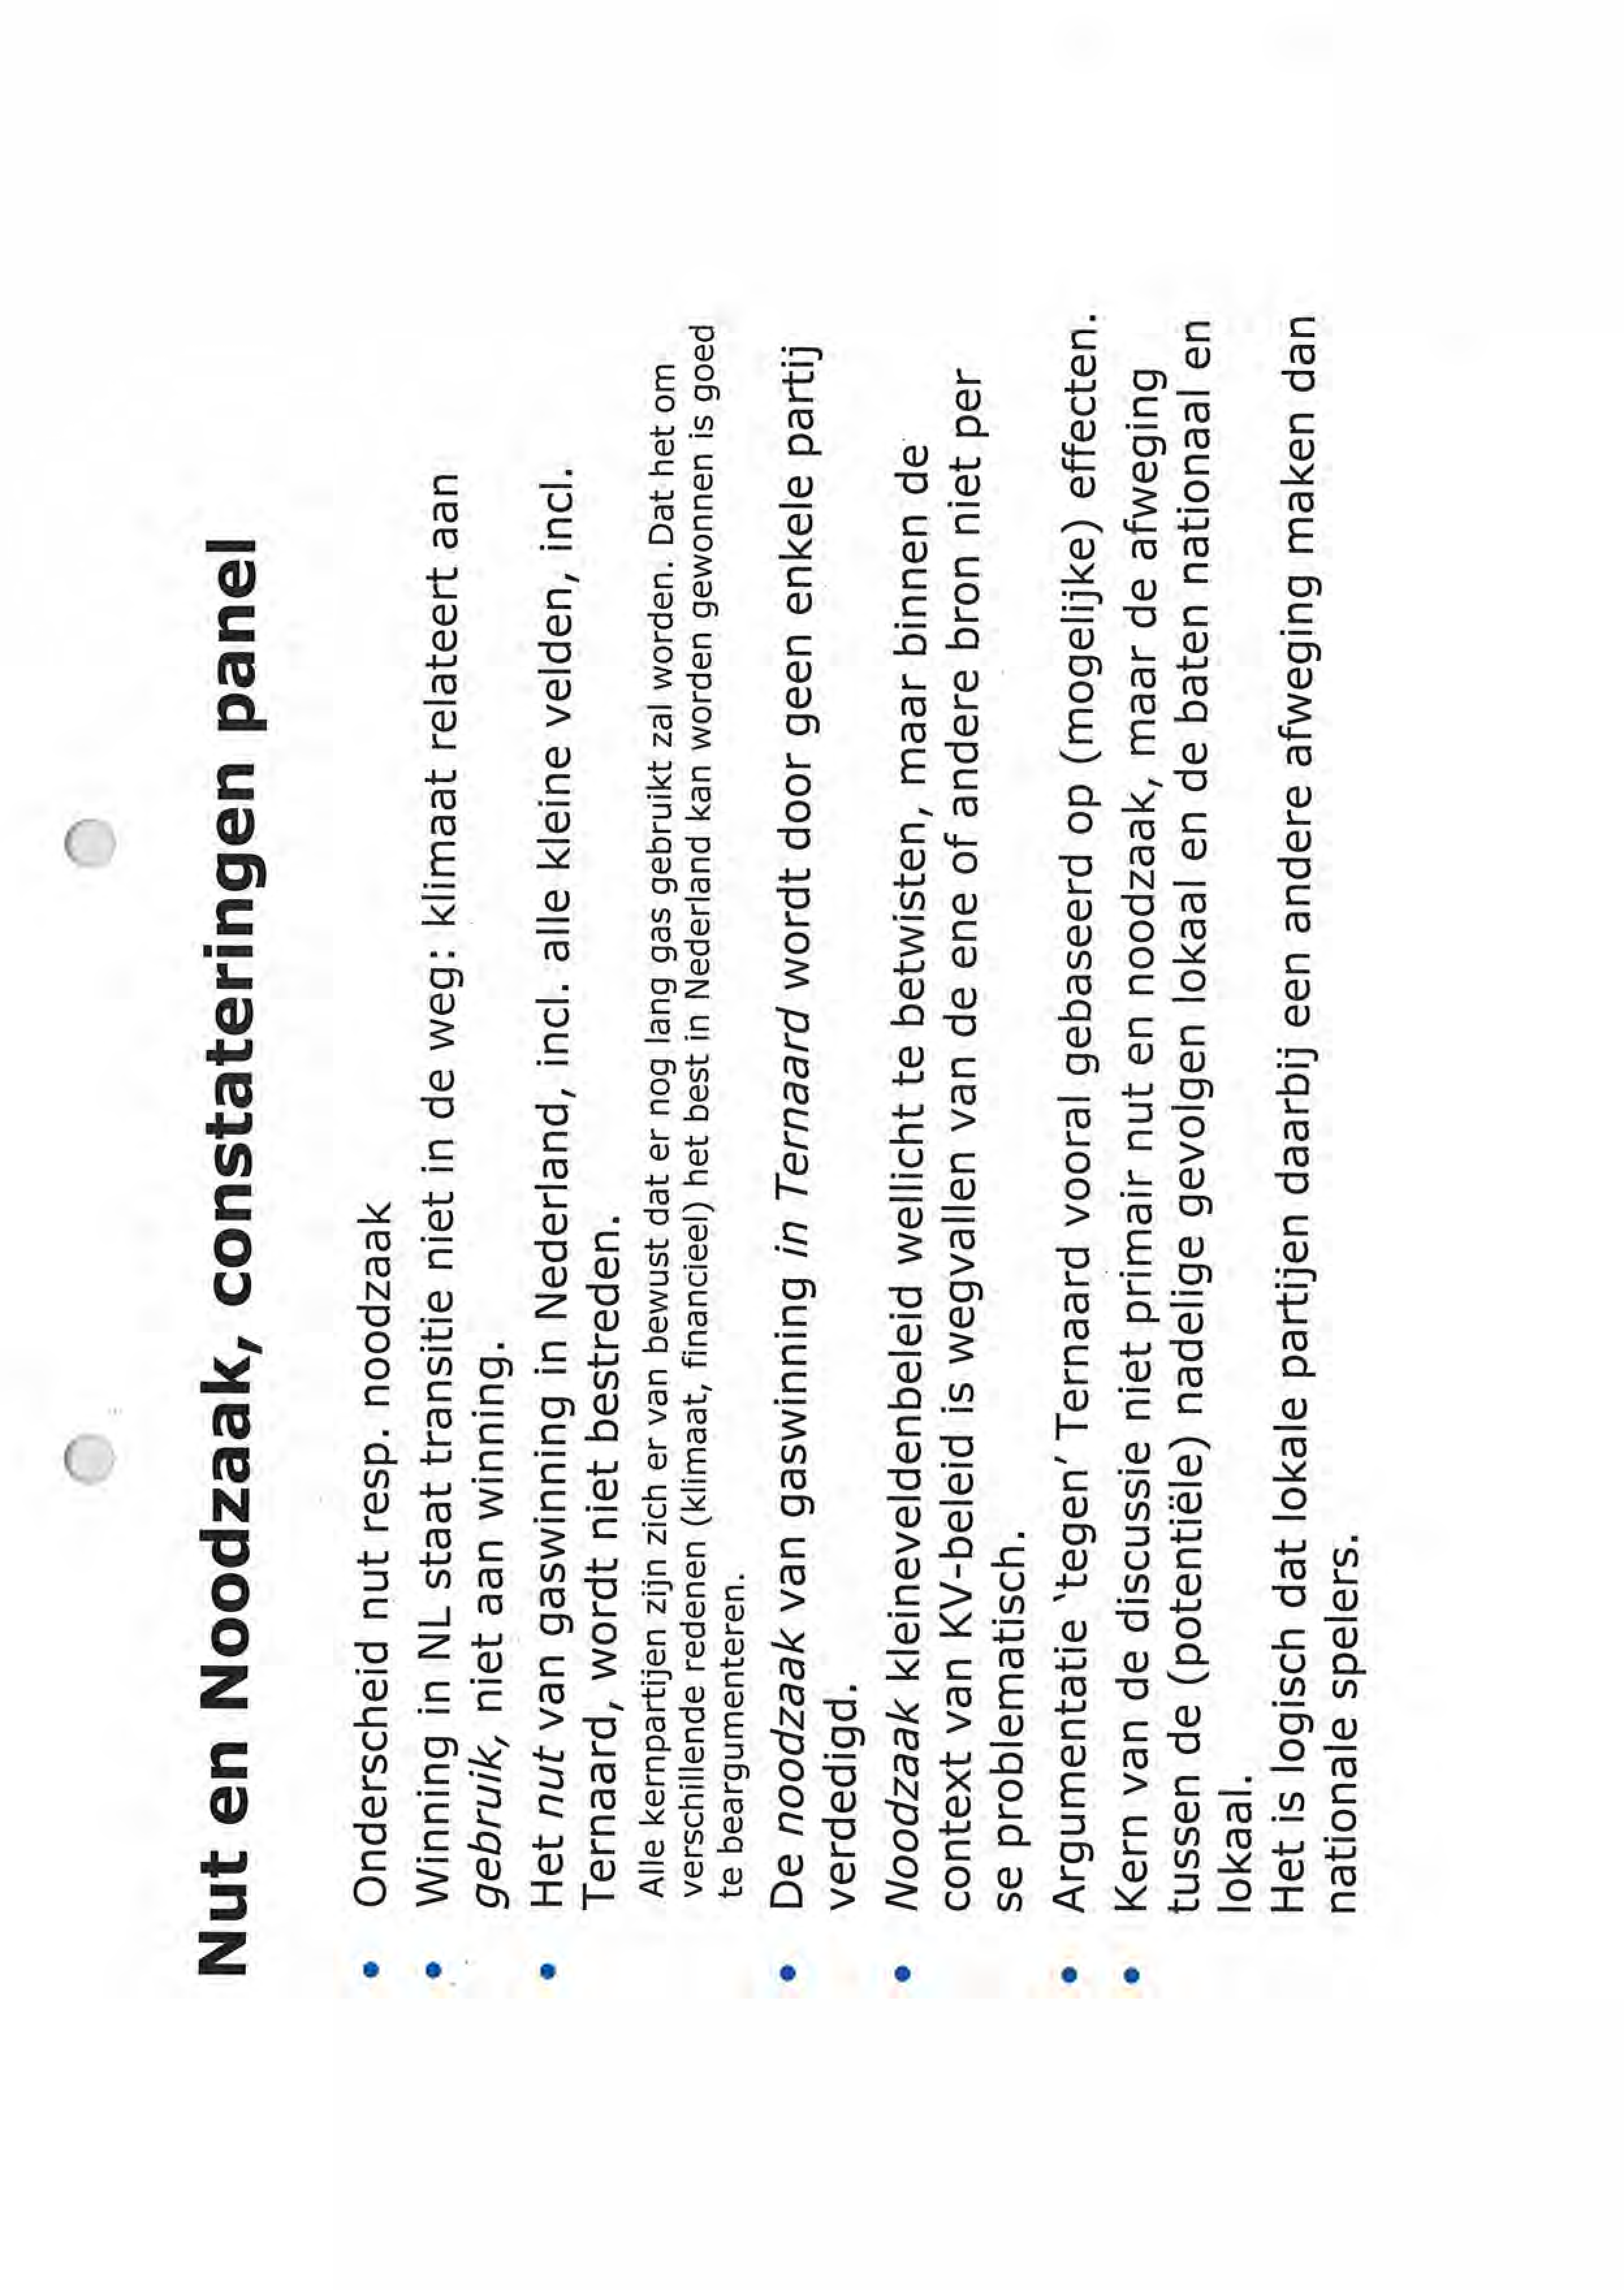 Nut en Noodzaak, constateringen panel
• Onderscheid nut resp. noodzaak
• Winning in NL staat transitie niet in de weg: klimaat relateert aan
gebruik, niet aan winning.
• Het nut van gaswinning in Nederland, incl. alle kleine velden, incl.
Ternaard, wordt niet bestreden.
Alle kernpartijen zijn zich er van bewust dat er nog lang gas gebruikt zal worden. Dat het om
verschillende redenen (klimaat, financieel) het best in Nederland kan worden gewonnen is goed
te beargumenteren.
• De noodzaak van gaswinning in Ternaard wordt door geen enkele partij
verdedigd.
• Noodzaak kleineveldenbeleid wellicht te betwisten, maar binnen de
context van KV-beleid is wegvallen van de ene of andere bron niet per
se problematisch.
• Argumentatie ‘tegen’ Ternaard vooral gebaseerd op (mogelijke) effecten.
• Kern van de discussie niet primair nut en noodzaak, maar de afweging
tussen de (potentiële) nadelige gevolgen lokaal en de baten nationaal en
lokaal.
Het is logisch dat lokale partijen daarbij een andere afweging maken dan
nationale spelers.